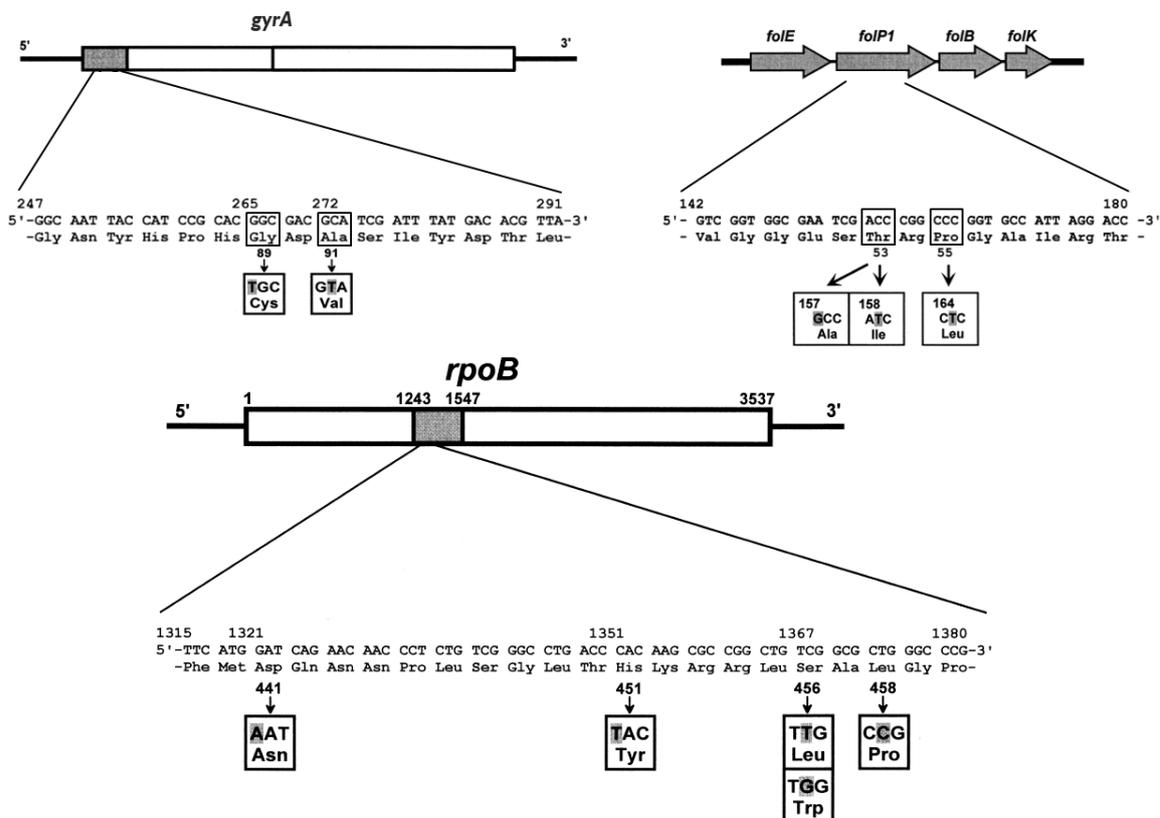 gyrA
5' 3'
247 265 272 291
5'-GGC AAT TAC CAT CCG CAC GGC GAC GCA TCG ATT TAT GAC ACG TTA-3'
-Gly Asn Tyr His Pro His Gly Asp Ala Ser Ile Tyr Asp Thr Leu-
89 91
TGC GTA
Cys Val
folE folP1 folB folK
142 180
5'- GTC GGT GGC GAA TCG ACC CGG CCC GGT GCC ATT AGG ACC -3'
- Val Gly Gly Glu Ser Thr Arg Pro Gly Ala Ile Arg Thr -
53 55
157 158 164
GCC ATC CTC
Ala Ile Leu
rpoB
5' 1 1243 1547 3537 3'
1315 1321 1351 1367 1380
5'-TTC ATG GAT CAG AAC AAC CCT CTG TCG GGC CTG ACC CAC AAG CGC CGG CTG TCG GCG CTG GGC CCG-3'
-Phe Met Asp Gln Asn Asn Pro Leu Ser Gly Leu Thr His Lys Arg Arg Leu Ser Ala Leu Gly Pro-
441 451 456 458
AAT TAC TTG CCG
Asn Tyr Leu Pro
TGG
Trp